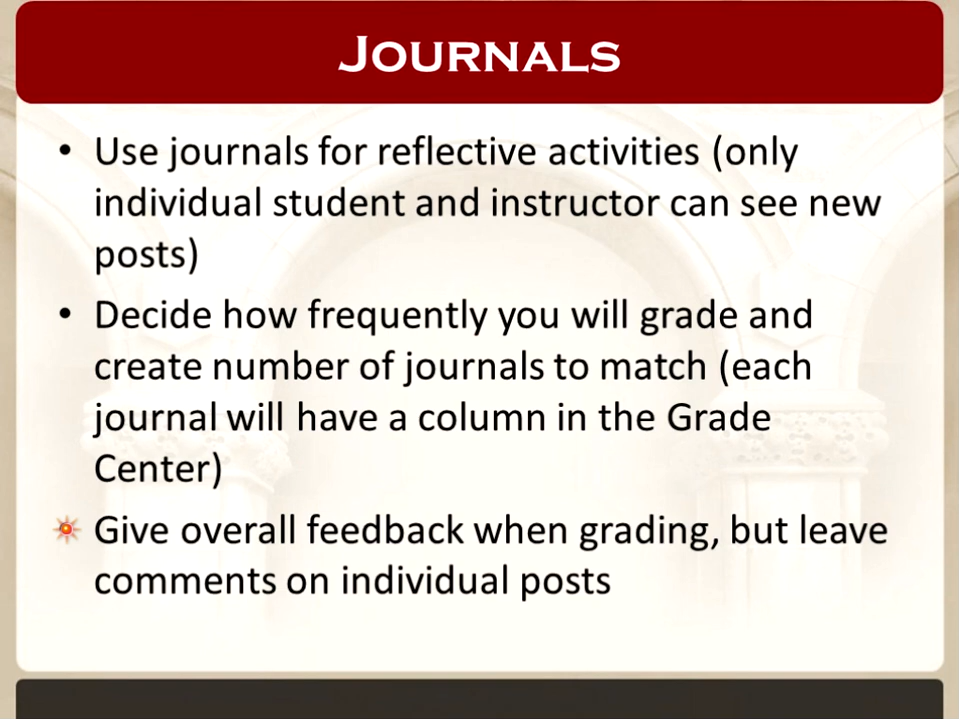 JOURNALS
• Use journals for reflective activities (only
individual student and instructor can see new
posts)
• Decide how frequently you will grade and
create number of journals to match (each
journal will have a column in the Grade
Center)
Give overall feedback when grading, but leave
comments on individual posts